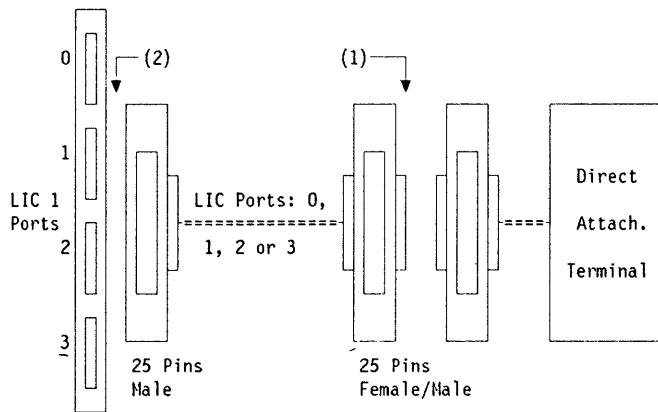 0
(2)
(1)
1
LIC 1
Ports
LIC Ports: 0,
1, 2 or 3
Direct
Attach.
Terminal
2
3
25 Pins
Male
25 Pins
Female/Male